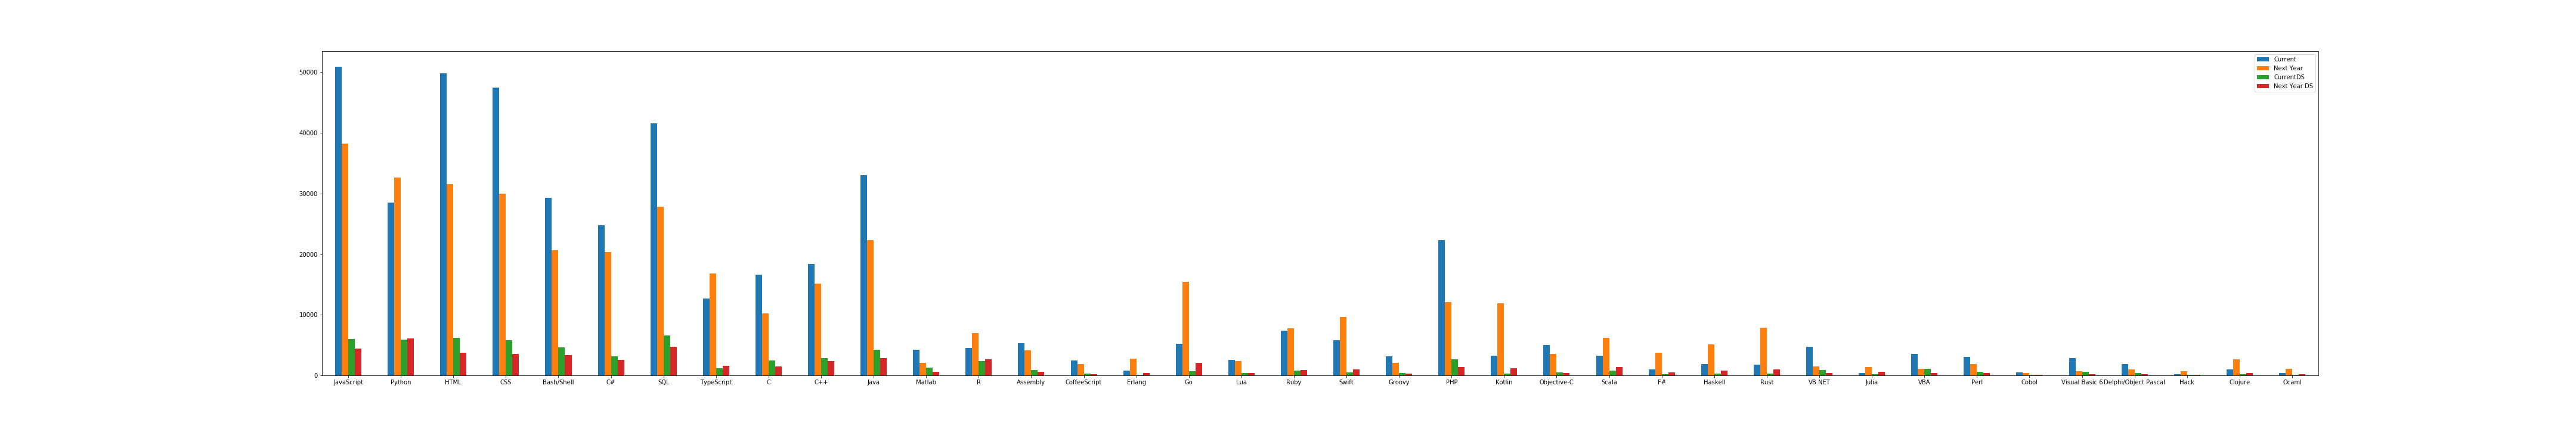 Current
Next Year
CurrentDS
Next Year DS
50000
40000
30000
20000
10000
0
JavaScript Python HTML CSS Bash/Shell C# SQL TypeScript C C++ Java Matlab R Assembly CoffeeScript Erlang Go Lua Ruby Swift Groovy PHP Kotlin Objective-C Scala F# Haskell Rust VB.NET Julia VBA Perl Cobol Visual Basic 6 Delphi/Object Pascal Hack Clojure Ocaml